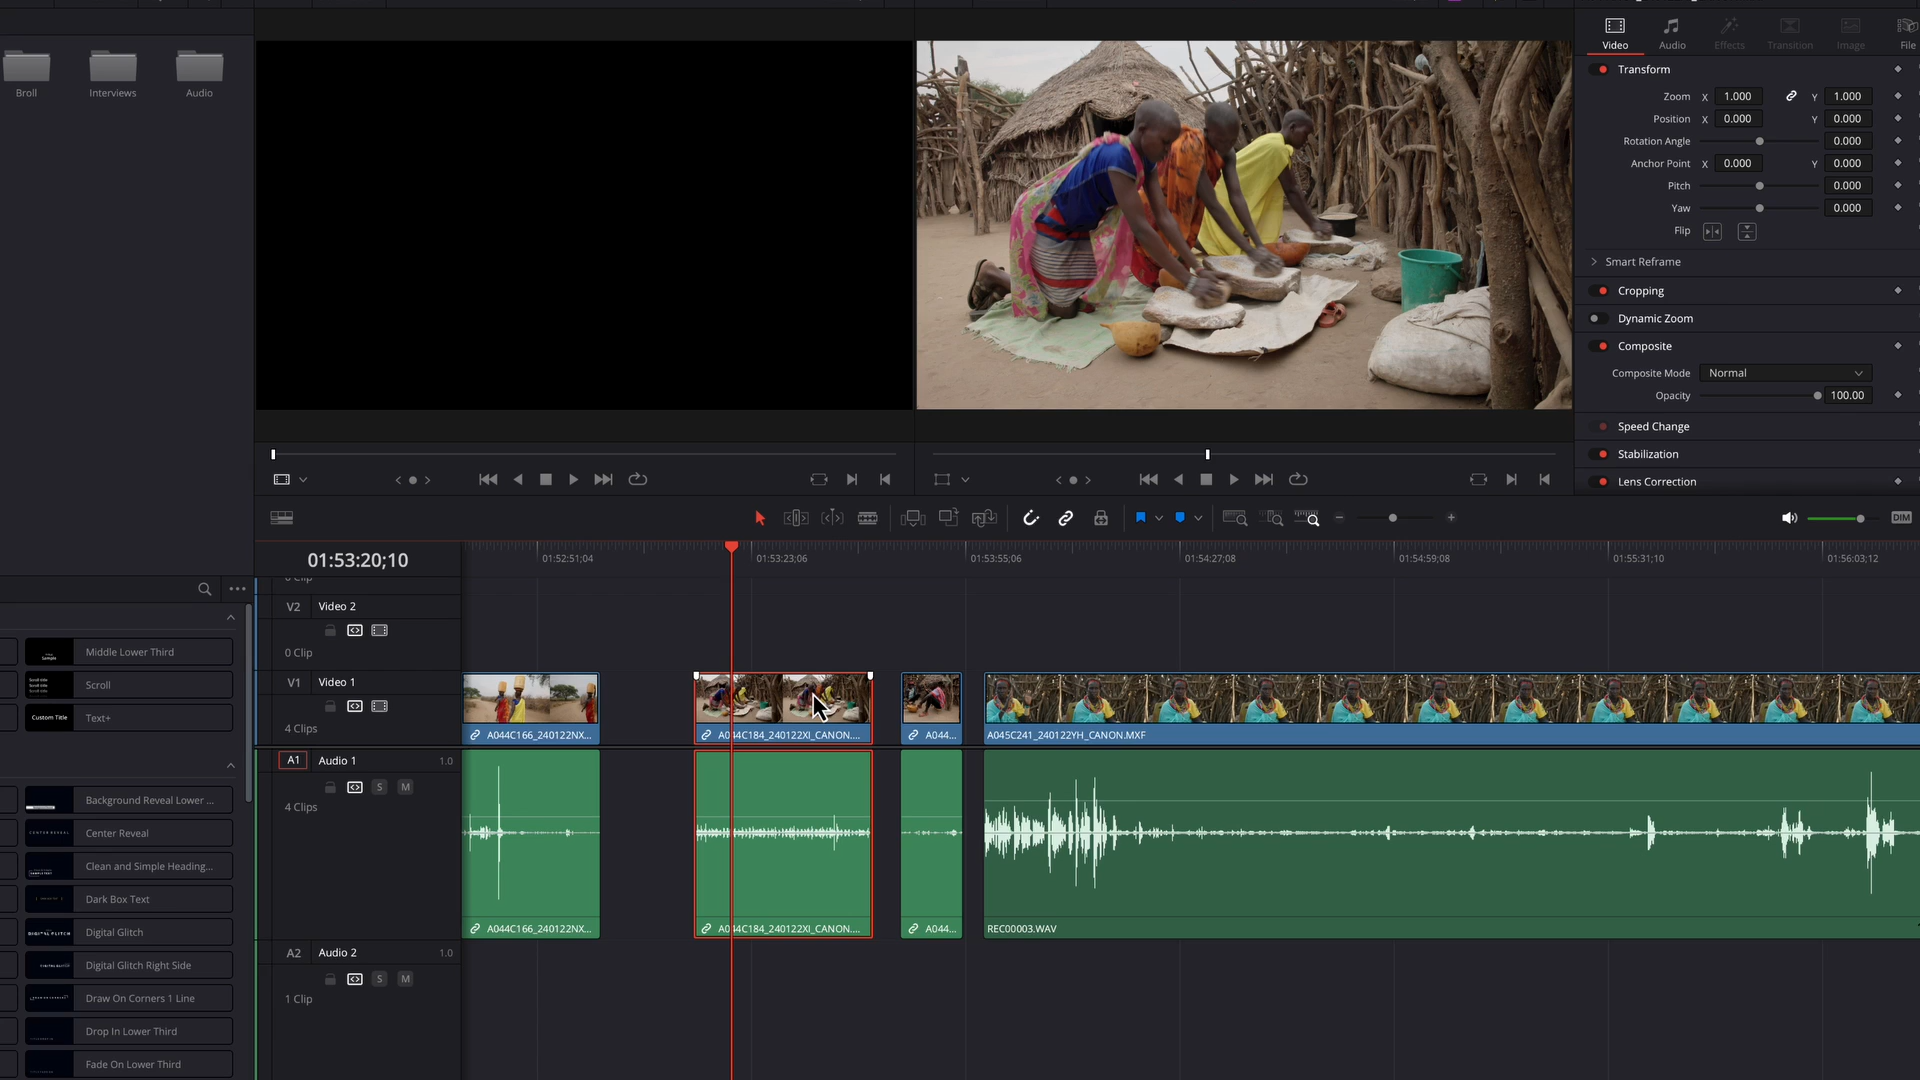 Broll
Interviews
Audio
Video
Audio
Effects
Transition
Image
File
Transform
Zoom X 1.000 Y 1.000
Position X 0.000 Y 0.000
Rotation Angle 0.000
Anchor Point X 0.000 Y 0.000
Pitch 0.000
Yaw 0.000
Flip
Smart Reframe
Cropping
Dynamic Zoom
Composite
Composite Mode Normal
Opacity 100.00
Speed Change
Stabilization
Lens Correction
DIM
01:53:20;10
01:52:51;04
01:53:23;06
01:53:55;06
01:54:27;08
01:54:59;08
01:55:31;10
01:56:03;12
V2 Video 2
0 Clip
V1 Video 1
4 Clips
A044C166_240122NX...
A044C184_240122XI_CANON....
A044...
A045C241_240122YH_CANON.MXF
A1 Audio 1 1.0
S M
4 Clips
A044C166_240122NX...
A044C184_240122XI_CANON....
A044...
REC00003.WAV
A2 Audio 2 1.0
S M
1 Clip
Sample
Middle Lower Third
Scroll
Custom Title
Text+
Background Reveal Lower ...
CENTER REVEAL
Center Reveal
Clean and Simple Heading...
Dark Box Text
DIGITAL GLITCH
Digital Glitch
Digital Glitch Right Side
Draw On Corners 1 Line
Drop In Lower Third
Fade On Lower Third